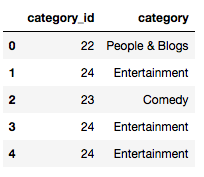 category_id category
0 22 People & Blogs
1 24 Entertainment
2 23 Comedy
3 24 Entertainment
4 24 Entertainment